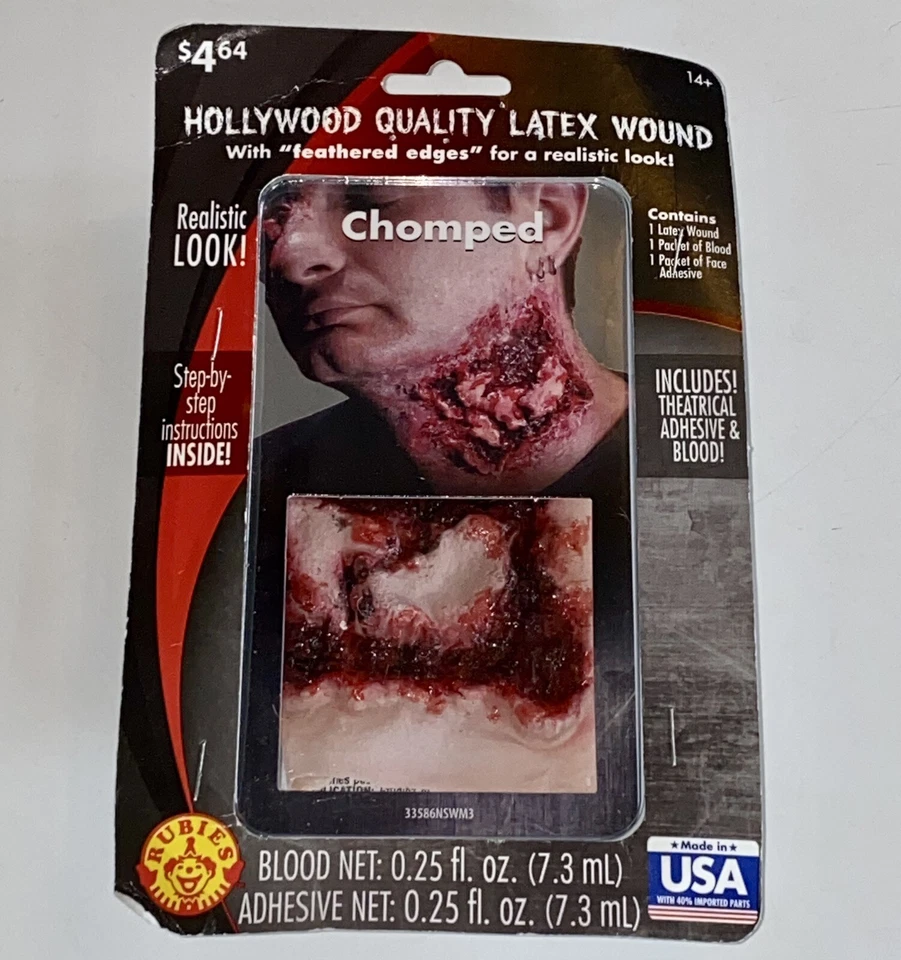 $4.64
14+
HOLLYWOOD QUALITY LATEX WOUND
With "feathered edges" for a realistic look!
Realistic
LOOK!
Chomped
Contains
1 Latex Wound
1 Packet of Blood
1 Packet of Face
Adhesive
Step-by-
step
instructions
INSIDE!
INCLUDES!
THEATRICAL
ADHESIVE &
BLOOD!
33586NSWM3
RUBIES
BLOOD NET: 0.25 fl. oz. (7.3 mL)
ADHESIVE NET: 0.25 fl. oz. (7.3 mL)
★Made in★
USA
WITH 40% IMPORTED PARTS